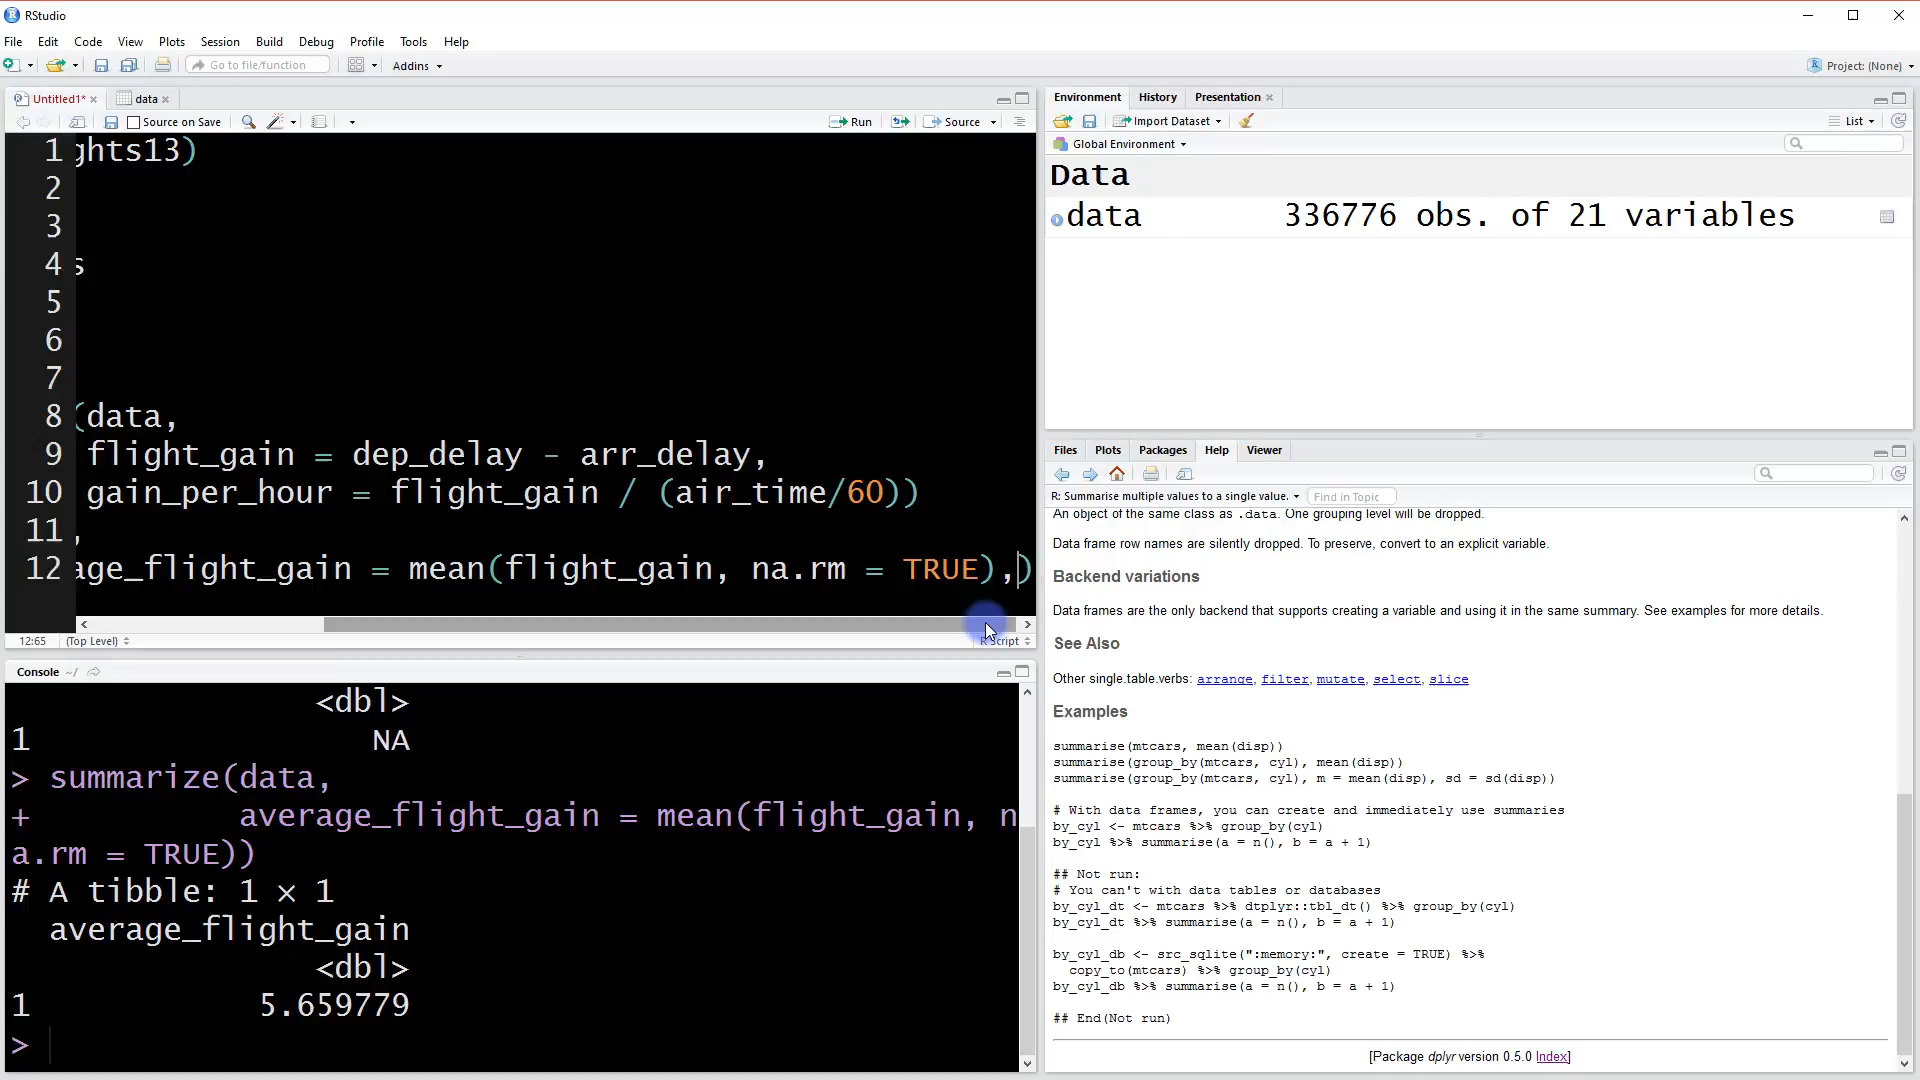 RStudio
File Edit Code View Plots Session Build Debug Profile Tools Help
Go to file/function Addins Project: (None)
Untitled1* data
Source on Save Run Source
1 ghts13)
2
3
4 s
5
6
7
8 (data,
9 flight_gain = dep_delay - arr_delay,
10 gain_per_hour = flight_gain / (air_time/60))
11 ,
12 age_flight_gain = mean(flight_gain, na.rm = TRUE),)
12:65 (Top Level) R Script
Console ~/
<dbl>
1 NA
> summarize(data,
+ average_flight_gain = mean(flight_gain, n
a.rm = TRUE))
# A tibble: 1 × 1
average_flight_gain
<dbl>
1 5.659779
>
Environment History Presentation
Import Dataset List
Global Environment
Data
data 336776 obs. of 21 variables
Files Plots Packages Help Viewer
R: Summarise multiple values to a single value. Find in Topic
An object of the same class as .data. One grouping level will be dropped.
Data frame row names are silently dropped. To preserve, convert to an explicit variable.
Backend variations
Data frames are the only backend that supports creating a variable and using it in the same summary. See examples for more details.
See Also
Other single.table.verbs: arrange, filter, mutate, select, slice
Examples
summarise(mtcars, mean(disp))
summarise(group_by(mtcars, cyl), mean(disp))
summarise(group_by(mtcars, cyl), m = mean(disp), sd = sd(disp))
# With data frames, you can create and immediately use summaries
by_cyl <- mtcars %>% group_by(cyl)
by_cyl %>% summarise(a = n(), b = a + 1)
## Not run:
# You can't with data tables or databases
by_cyl_dt <- mtcars %>% dtplyr::tbl_dt() %>% group_by(cyl)
by_cyl_dt %>% summarise(a = n(), b = a + 1)
by_cyl_db <- src_sqlite(":memory:", create = TRUE) %>%
copy_to(mtcars) %>% group_by(cyl)
by_cyl_db %>% summarise(a = n(), b = a + 1)
## End(Not run)
[Package dplyr version 0.5.0 Index]